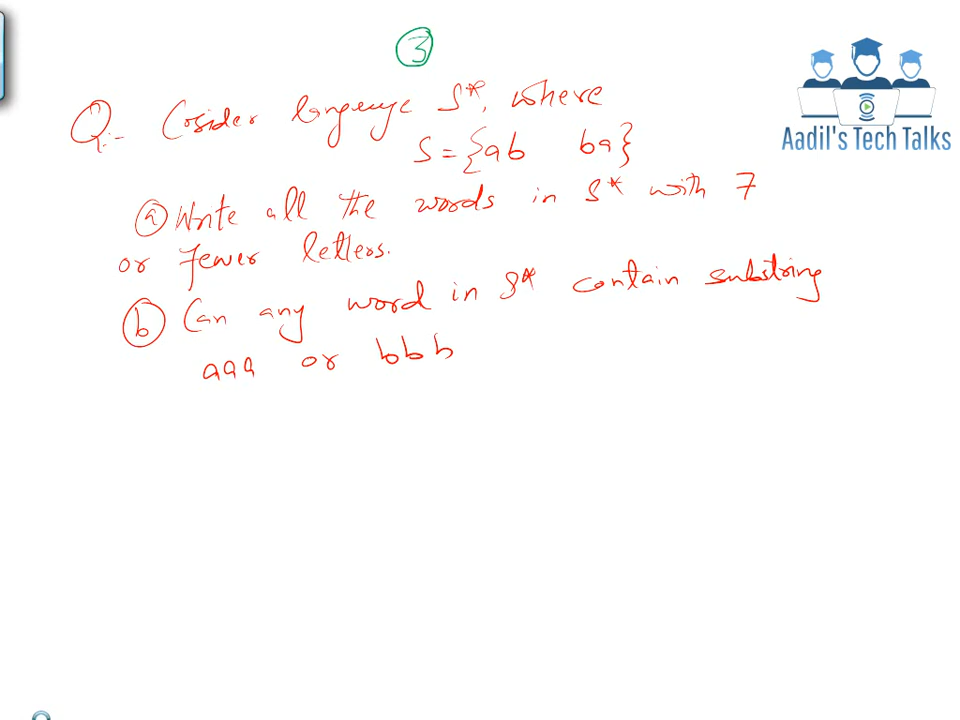 3
Q:- Cosider language S*, where
S = {ab ba}
(a) Write all the words in S* with 7
or fewer letters.
(b) Can any word in S* contain substring
aaa or bbb
Aadil's Tech Talks